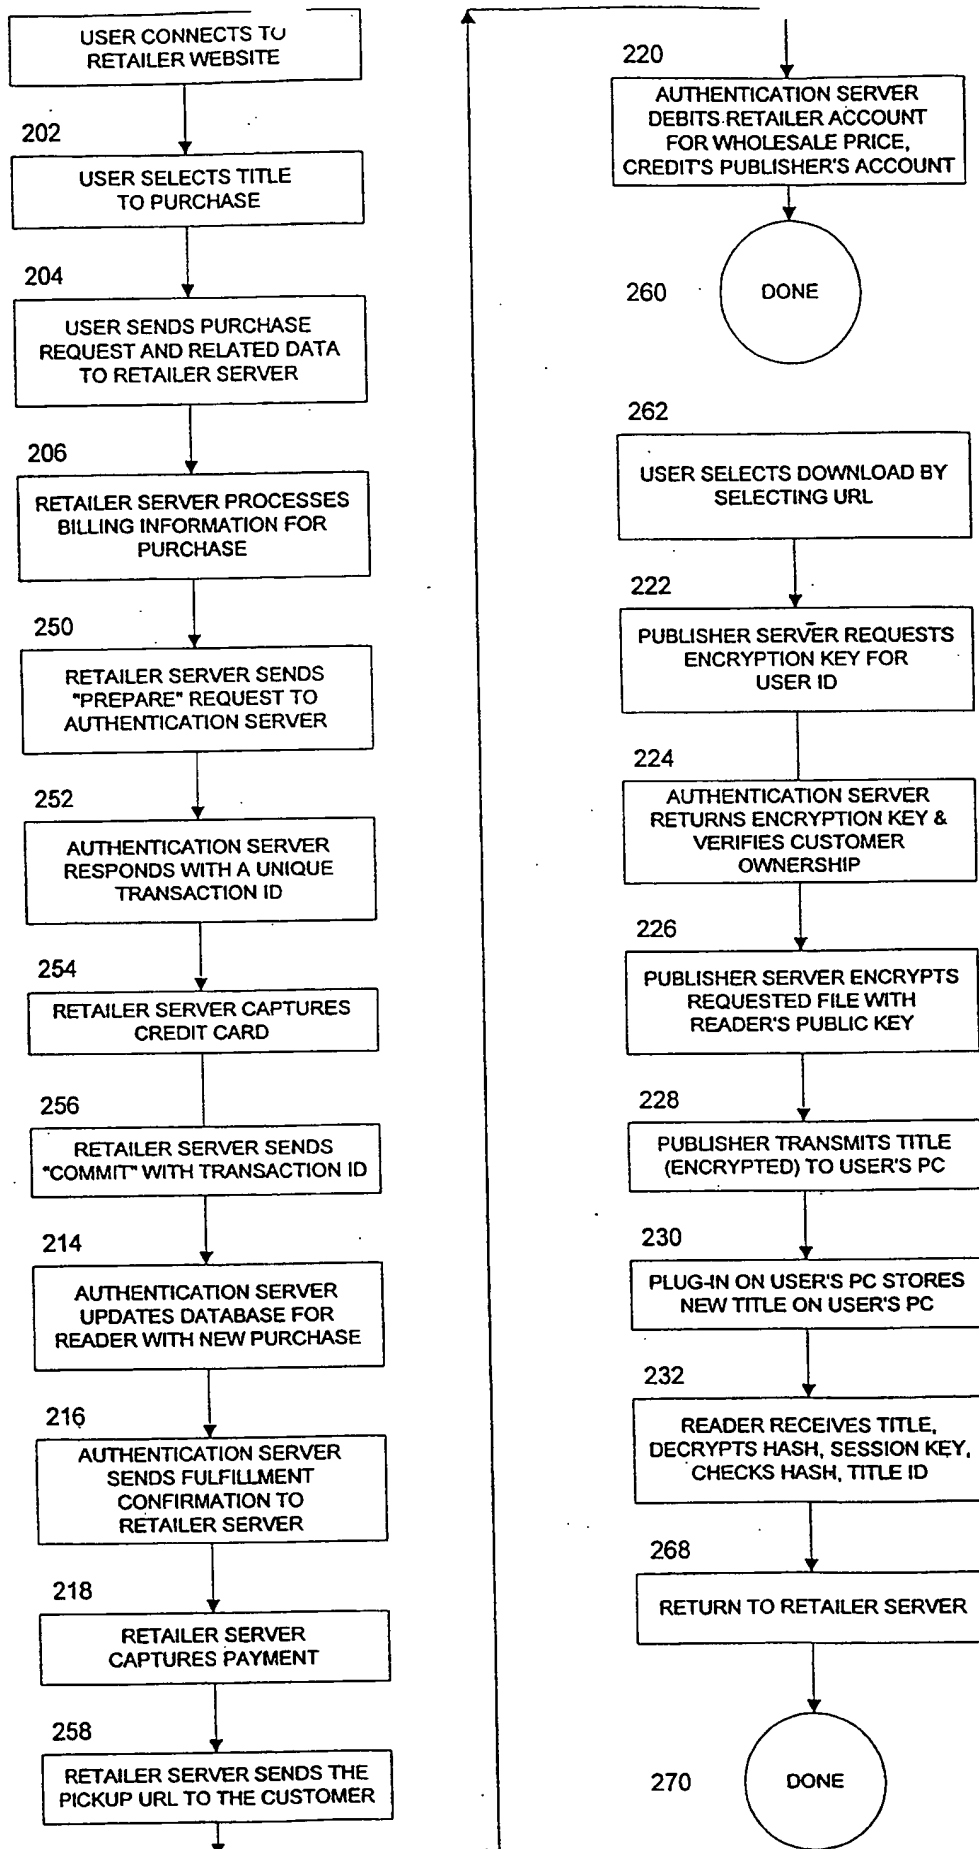 USER CONNECTS TO
RETAILER WEBSITE
202
USER SELECTS TITLE
TO PURCHASE
204
USER SENDS PURCHASE
REQUEST AND RELATED DATA
TO RETAILER SERVER
206
RETAILER SERVER PROCESSES
BILLING INFORMATION FOR
PURCHASE
250
RETAILER SERVER SENDS
"PREPARE" REQUEST TO
AUTHENTICATION SERVER
252
AUTHENTICATION SERVER
RESPONDS WITH A UNIQUE
TRANSACTION ID
254
RETAILER SERVER CAPTURES
CREDIT CARD
256
RETAILER SERVER SENDS
"COMMIT" WITH TRANSACTION ID
214
AUTHENTICATION SERVER
UPDATES DATABASE FOR
READER WITH NEW PURCHASE
216
AUTHENTICATION SERVER
SENDS FULFILLMENT
CONFIRMATION TO
RETAILER SERVER
218
RETAILER SERVER
CAPTURES PAYMENT
258
RETAILER SERVER SENDS THE
PICKUP URL TO THE CUSTOMER
220
AUTHENTICATION SERVER
DEBITS RETAILER ACCOUNT
FOR WHOLESALE PRICE,
CREDIT'S PUBLISHER'S ACCOUNT
260
DONE
262
USER SELECTS DOWNLOAD BY
SELECTING URL
222
PUBLISHER SERVER REQUESTS
ENCRYPTION KEY FOR
USER ID
224
AUTHENTICATION SERVER
RETURNS ENCRYPTION KEY &
VERIFIES CUSTOMER
OWNERSHIP
226
PUBLISHER SERVER ENCRYPTS
REQUESTED FILE WITH
READER'S PUBLIC KEY
228
PUBLISHER TRANSMITS TITLE
(ENCRYPTED) TO USER'S PC
230
PLUG-IN ON USER'S PC STORES
NEW TITLE ON USER'S PC
232
READER RECEIVES TITLE,
DECRYPTS HASH, SESSION KEY,
CHECKS HASH, TITLE ID
268
RETURN TO RETAILER SERVER
270
DONE